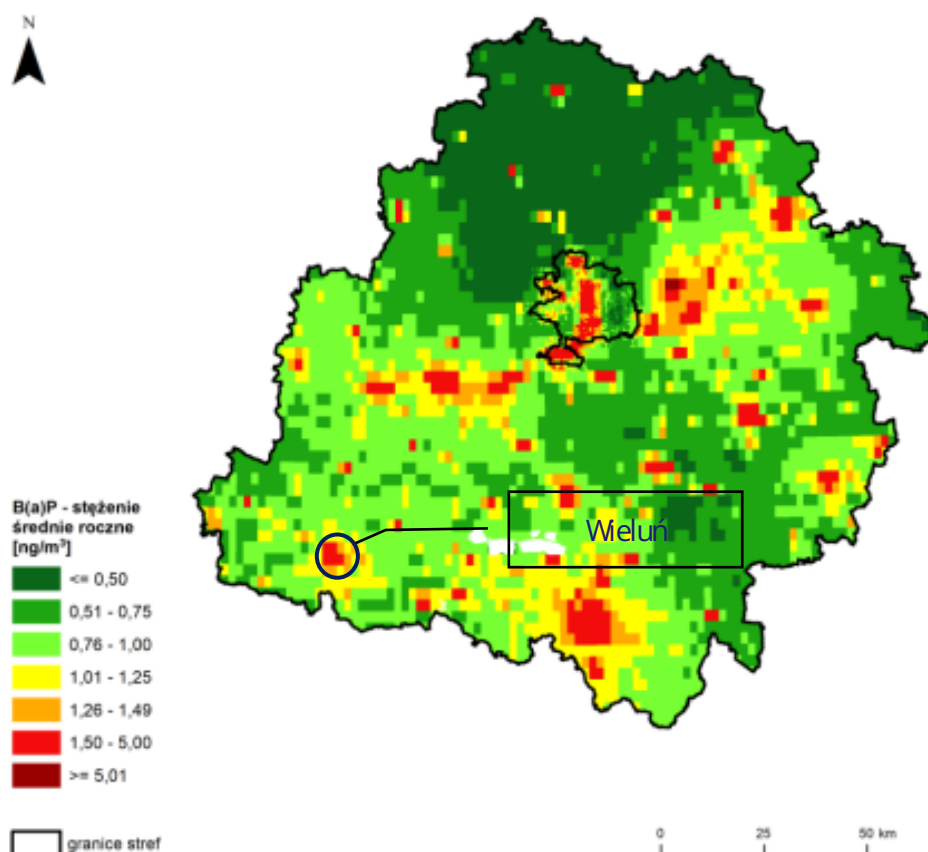 N
Wieluń
B(a)P - stężenie
średnie roczne
[ng/m³]
<= 0,50
0,51 - 0,75
0,76 - 1,00
1,01 - 1,25
1,26 - 1,49
1,50 - 5,00
>= 5,01
granice stref
0 25 50 km